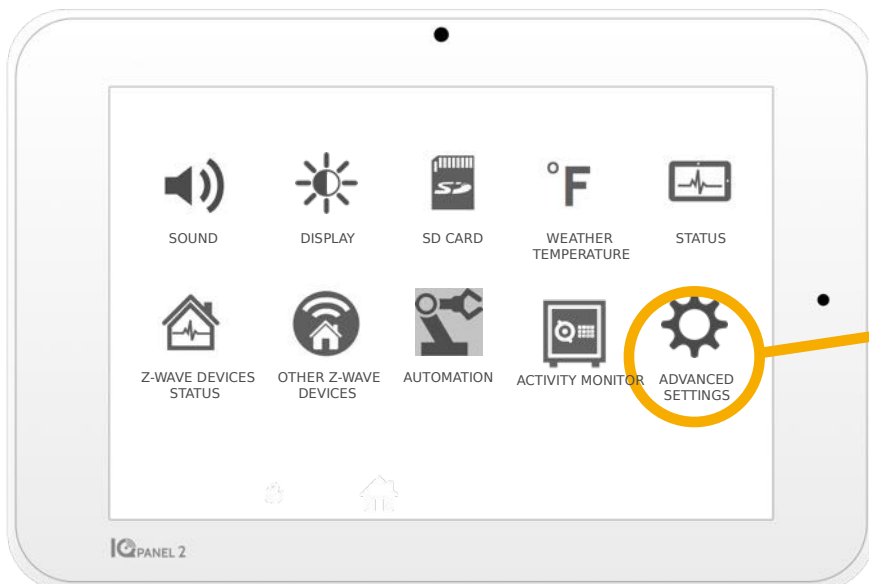 SD
°F
SOUND
DISPLAY
SD CARD
WEATHER
TEMPERATURE
STATUS
Z-WAVE DEVICES
STATUS
OTHER Z-WAVE
DEVICES
AUTOMATION
ACTIVITY MONITOR
ADVANCED
SETTINGS
IQ PANEL 2